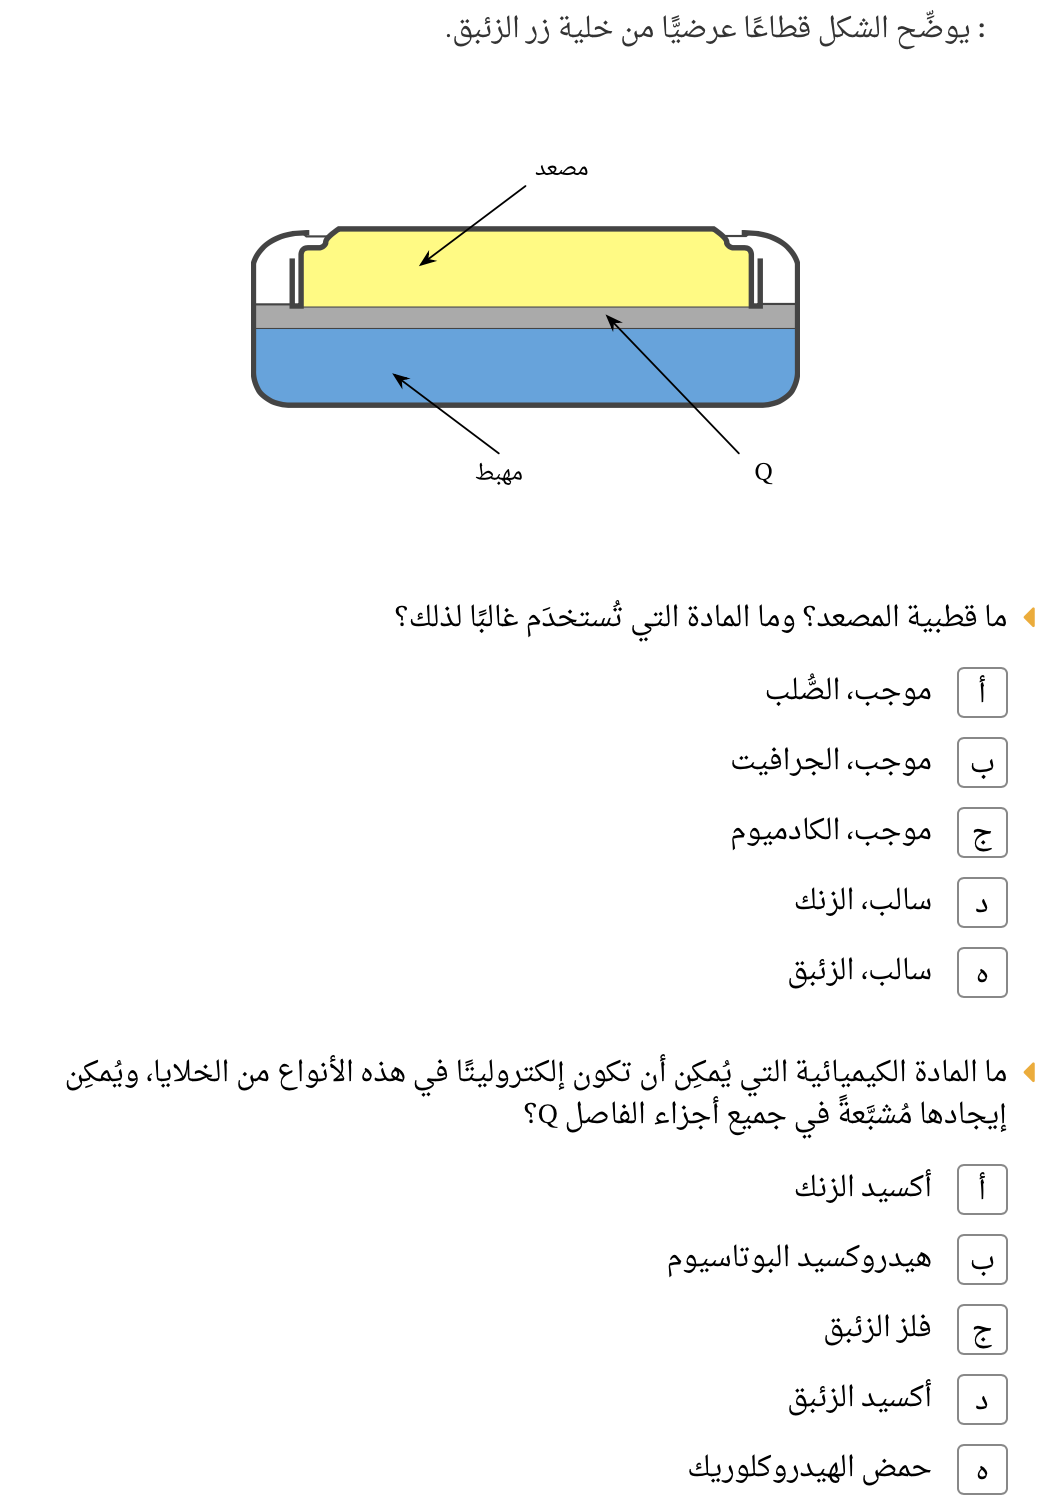 : يوضِّح الشكل قطاعًا عرضيًّا من خلية زر الزئبق.
مصعد
مهبط
Q
ما قطبية المصعد؟ وما المادة التي تُستخدَم غالبًا لذلك؟
أ موجب، الصُّلب
ب موجب، الجرافيت
ج موجب، الكادميوم
د سالب، الزنك
ه سالب، الزئبق
ما المادة الكيميائية التي يُمكِن أن تكون إلكتروليتًا في هذه الأنواع من الخلايا، ويُمكِن
إيجادها مُشبَّعةً في جميع أجزاء الفاصل Q؟
أ أكسيد الزنك
ب هيدروكسيد البوتاسيوم
ج فلز الزئبق
د أكسيد الزئبق
ه حمض الهيدروكلوريك